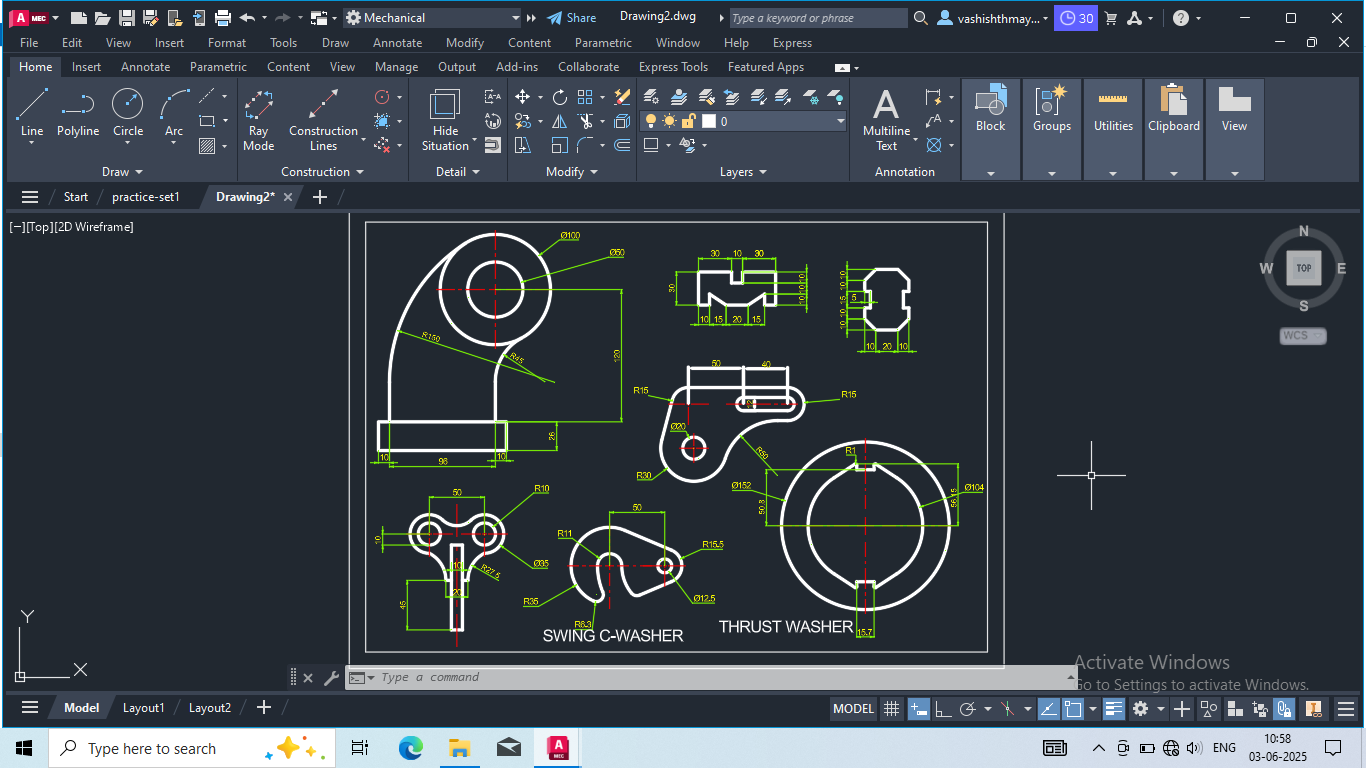 A MEC Mechanical Share Drawing2.dwg Type a keyword or phrase vashishthmay... 30
File Edit View Insert Format Tools Draw Annotate Modify Content Parametric Window Help Express
Home Insert Annotate Parametric Content View Manage Output Add-ins Collaborate Express Tools Featured Apps
Line Polyline Circle Arc Ray Mode Construction Lines Hide Situation 0 Multiline Text Block Groups Utilities Clipboard View
Draw Construction Detail Modify Layers Annotation
Start practice-set1 Drawing2*
[−][Top][2D Wireframe]
Ø100
Ø50
R150
R45
120
26
10
96
10
30 10 30
30
10 10 10
10 15 20 15
10 10 15 10 10
5
10 20 10
50 40
R15
R15
Ø20
R30
R50
R1
Ø152
Ø104
50.8
56.15
15.7
THRUST WASHER
50
R10
10
Ø35
R27.5
10
20
45
50
R11
R15.5
R35
Ø12.5
R6.3
SWING C-WASHER
N
W TOP E
S
WCS
Y
X
Type a command
Activate Windows
Go to Settings to activate Windows.
Model Layout1 Layout2 MODEL
Type here to search
A MEC
ENG
10:58
03-06-2025